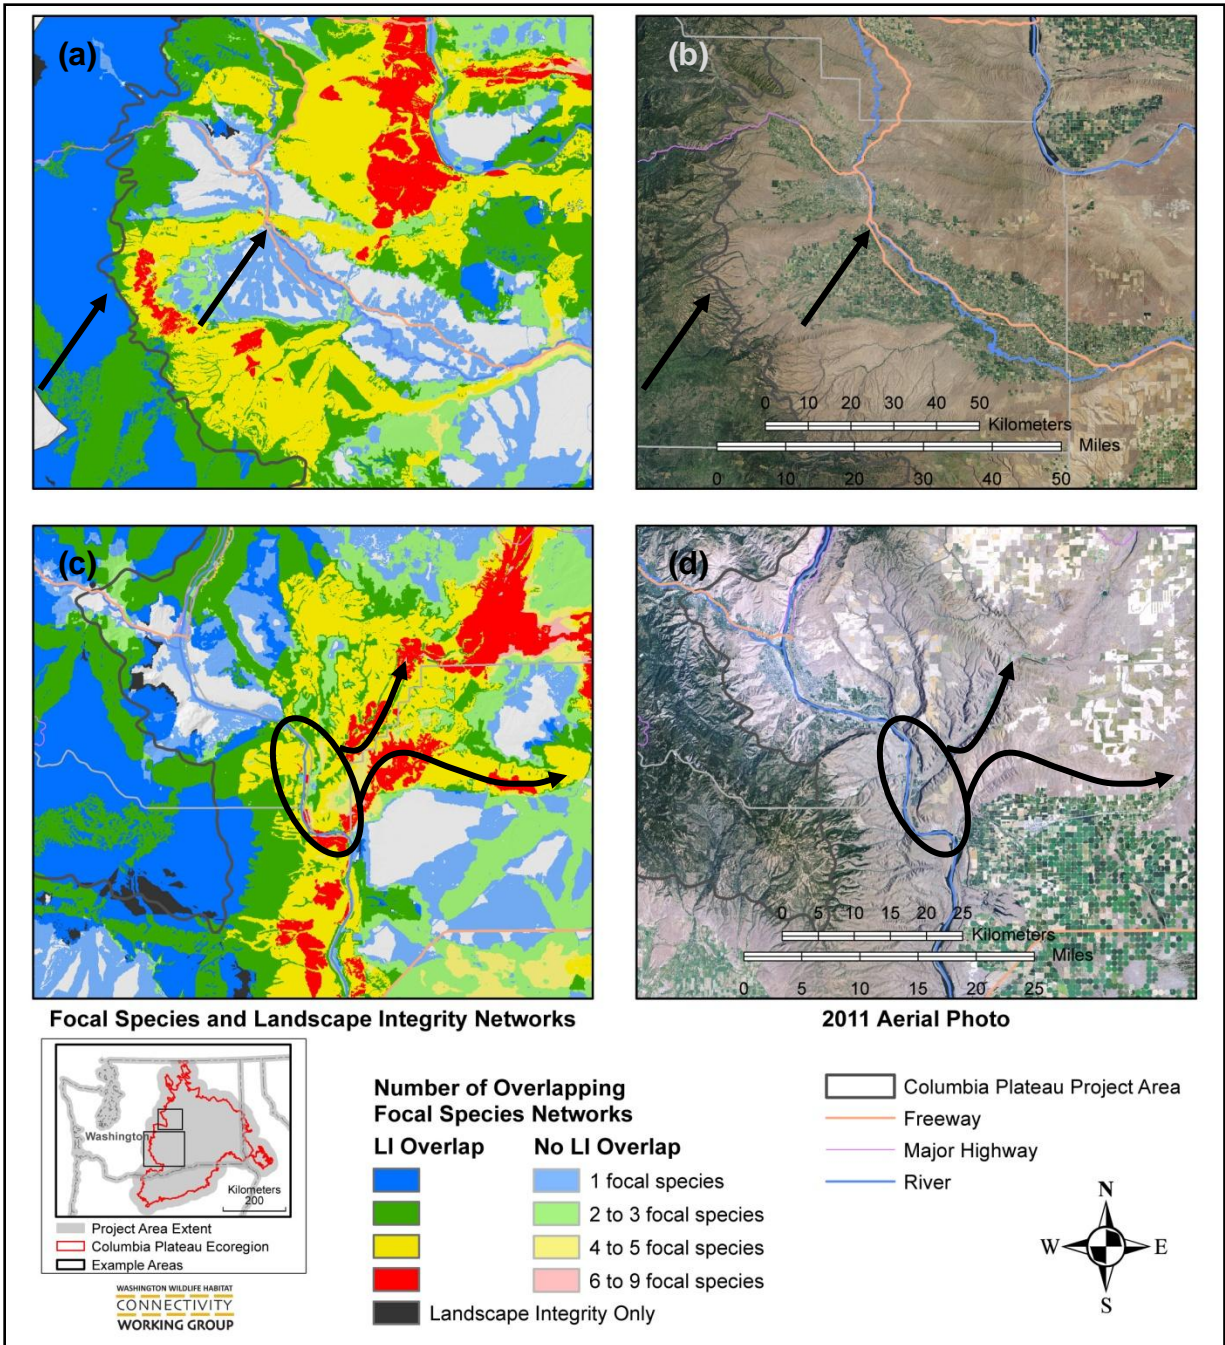 (a)
(b)
0 10 20 30 40 50
Kilometers
Miles
0 10 20 30 40 50
(c)
(d)
0 5 10 15 20 25
Kilometers
Miles
0 5 10 15 20 25
Focal Species and Landscape Integrity Networks
2011 Aerial Photo
Washington
Kilometers
200
Project Area Extent
Columbia Plateau Ecoregion
Example Areas
WASHINGTON WILDLIFE HABITAT
CONNECTIVITY
WORKING GROUP
Number of Overlapping
Focal Species Networks
LI Overlap No LI Overlap
1 focal species
2 to 3 focal species
4 to 5 focal species
6 to 9 focal species
Landscape Integrity Only
Columbia Plateau Project Area
Freeway
Major Highway
River
N
W E
S